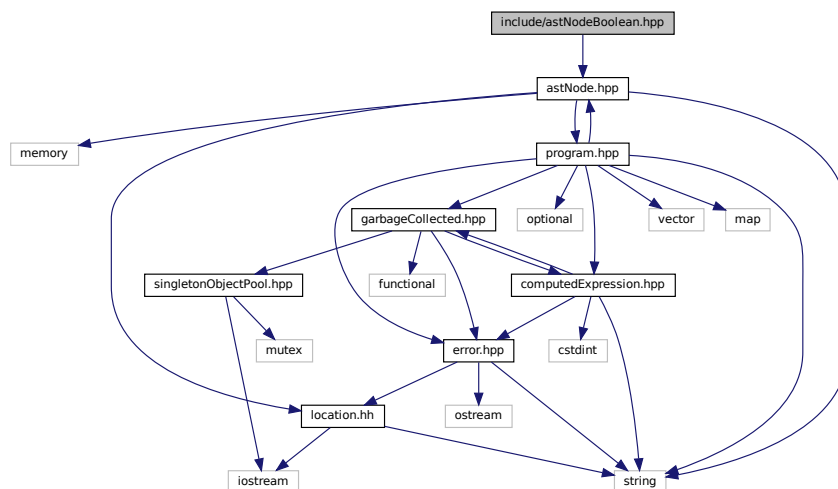 include/astNodeBoolean.hpp
astNode.hpp
memory
program.hpp
garbageCollected.hpp
optional
vector
map
singletonObjectPool.hpp
functional
computedExpression.hpp
mutex
error.hpp
cstdint
location.hh
ostream
iostream
string